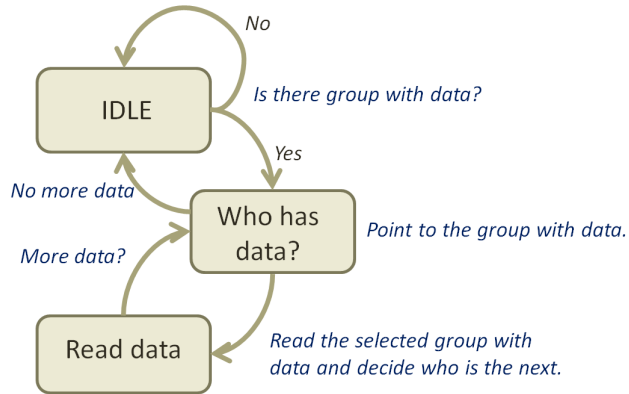 No
IDLE
Is there group with data?
Yes
No more data
Who has
data?
Point to the group with data.
More data?
Read data
Read the selected group with
data and decide who is the next.